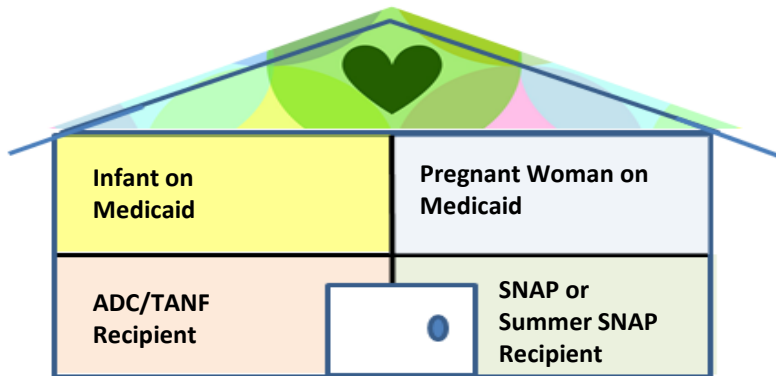 Infant on
Medicaid
Pregnant Woman on
Medicaid
ADC/TANF
Recipient
SNAP or
Summer SNAP
Recipient